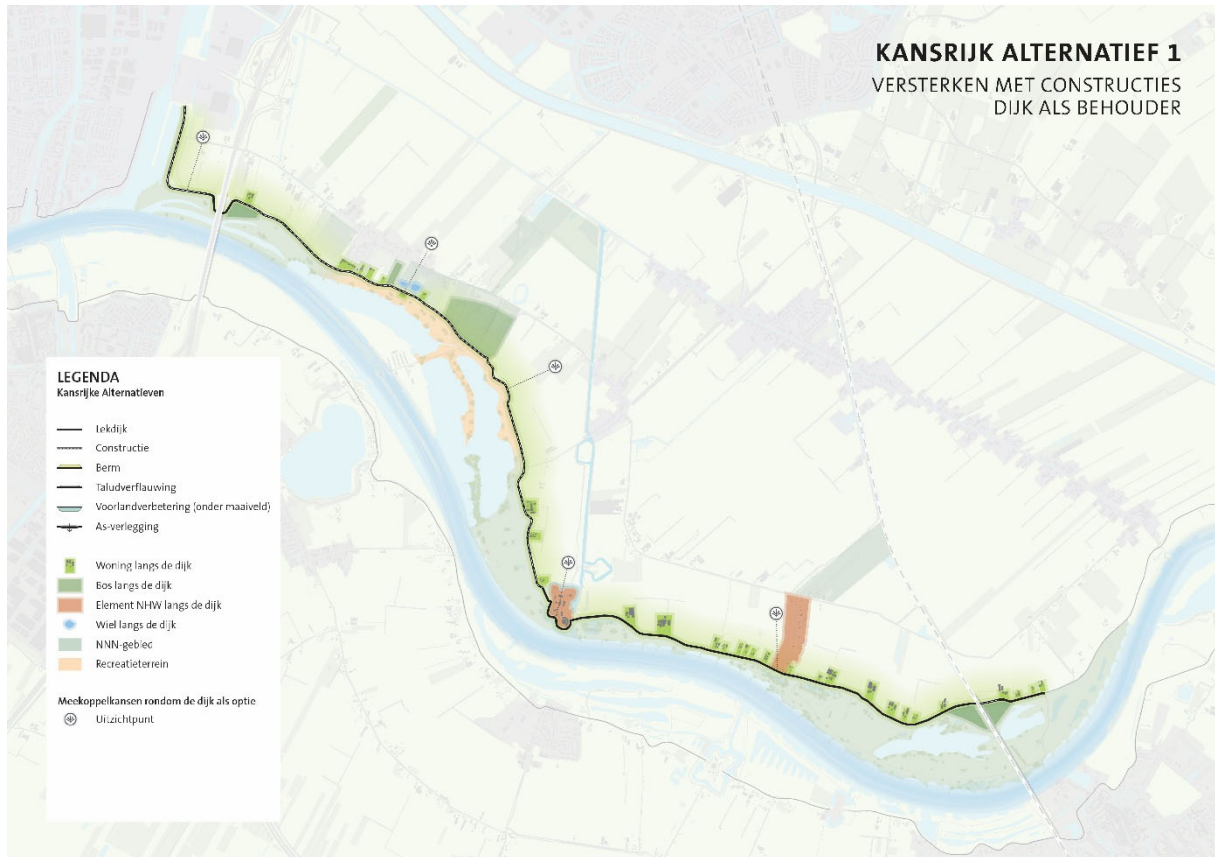 KANSRIJK ALTERNATIEF 1
VERSTERKEN MET CONSTRUCTIES
DIJK ALS BEHOUDER
LEGENDA
Kansrijke Alternatieven
Lekdijk
Constructie
Berm
Taludverflauwing
Voorlandverbetering (onder maaiveld)
As-verlegging
Woning langs de dijk
Bos langs de dijk
Element NHW langs de dijk
Wiel langs de dijk
NNN-gebied
Recreatieterrein
Meekoppelkansen rondom de dijk als optie
Uitzichtpunt